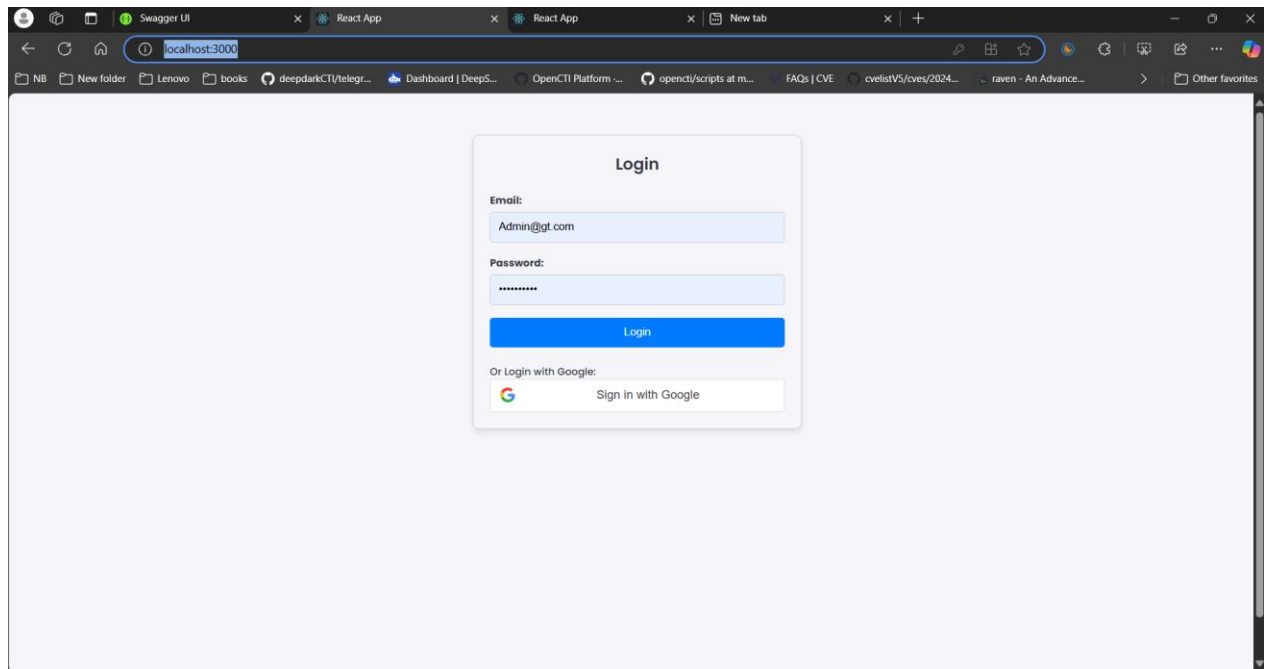 Swagger UI
React App
React App
New tab
localhost:3000
NB New folder Lenovo books deepdarkCTI/telegr... Dashboard | DeepS... OpenCTI Platform -... opencti/scripts at m... FAQs | CVE cvelistV5/cves/2024... raven - An Advance... Other favorites
Login
Email:
Admin@gt.com
Password:
••••••••••
Login
Or Login with Google:
Sign in with Google